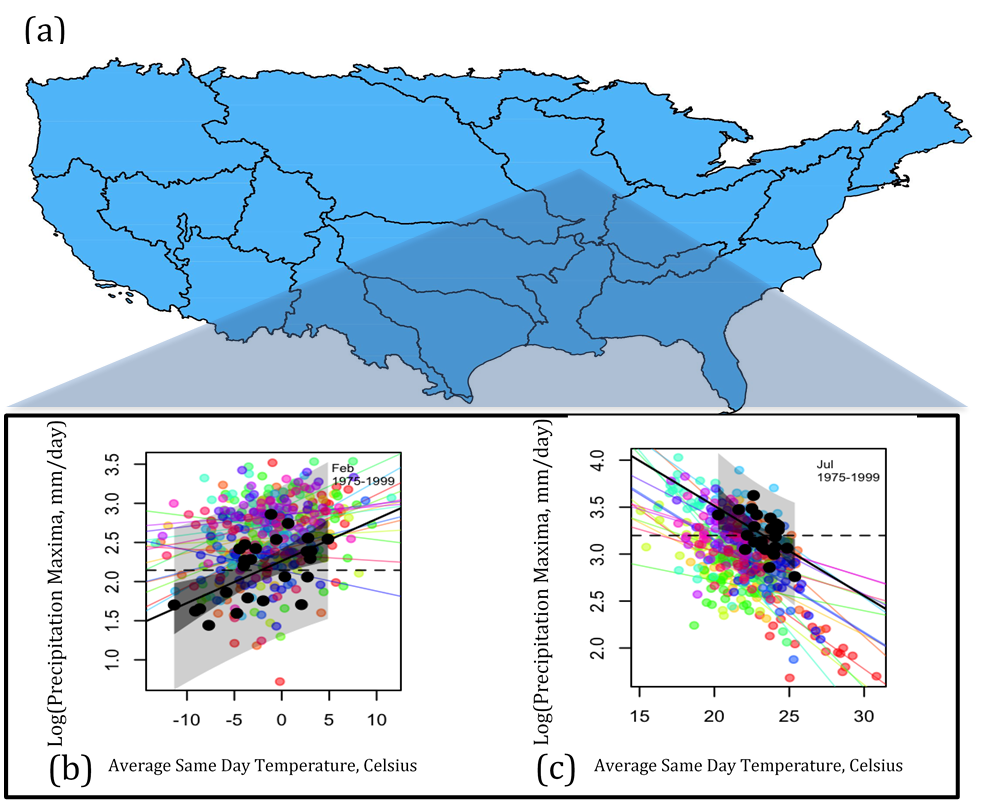 (a)
Log(Precipitation Maxima, mm/day)
3.5
3.0
2.5
2.0
1.5
1.0
Feb
1975-1999
-10
-5
0
5
10
(b)
Average Same Day Temperature, Celsius
Log(Precipitation Maxima, mm/day)
4.0
3.5
3.0
2.5
2.0
Jul
1975-1999
15
20
25
30
(c)
Average Same Day Temperature, Celsius